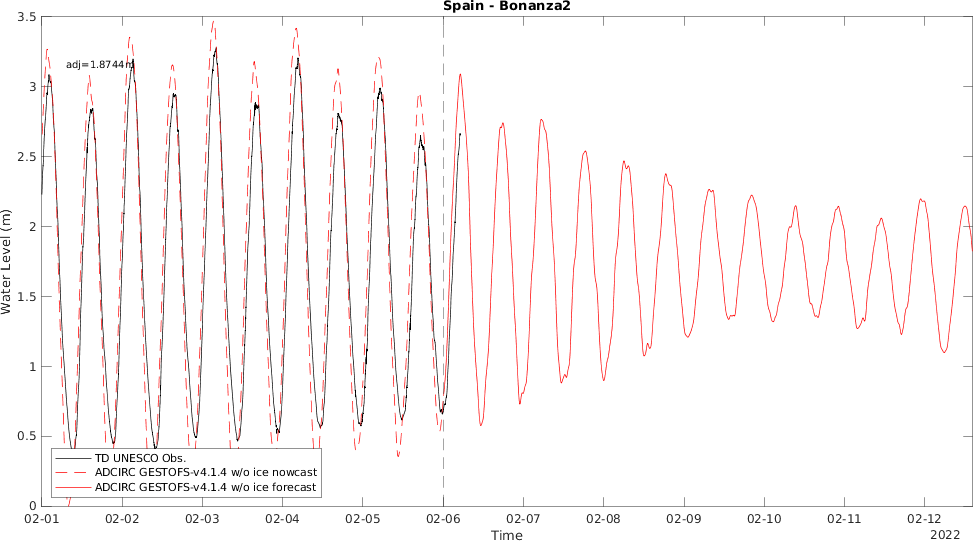 Spain - Bonanza2
adj=1.8744m
3.5
3
2.5
2
1.5
1
0.5
0
Water Level (m)
TD UNESCO Obs.
ADCIRC GESTOFS-v4.1.4 w/o ice nowcast
ADCIRC GESTOFS-v4.1.4 w/o ice forecast
02-01 02-02 02-03 02-04 02-05 02-06 02-07 02-08 02-09 02-10 02-11 02-12
Time
2022